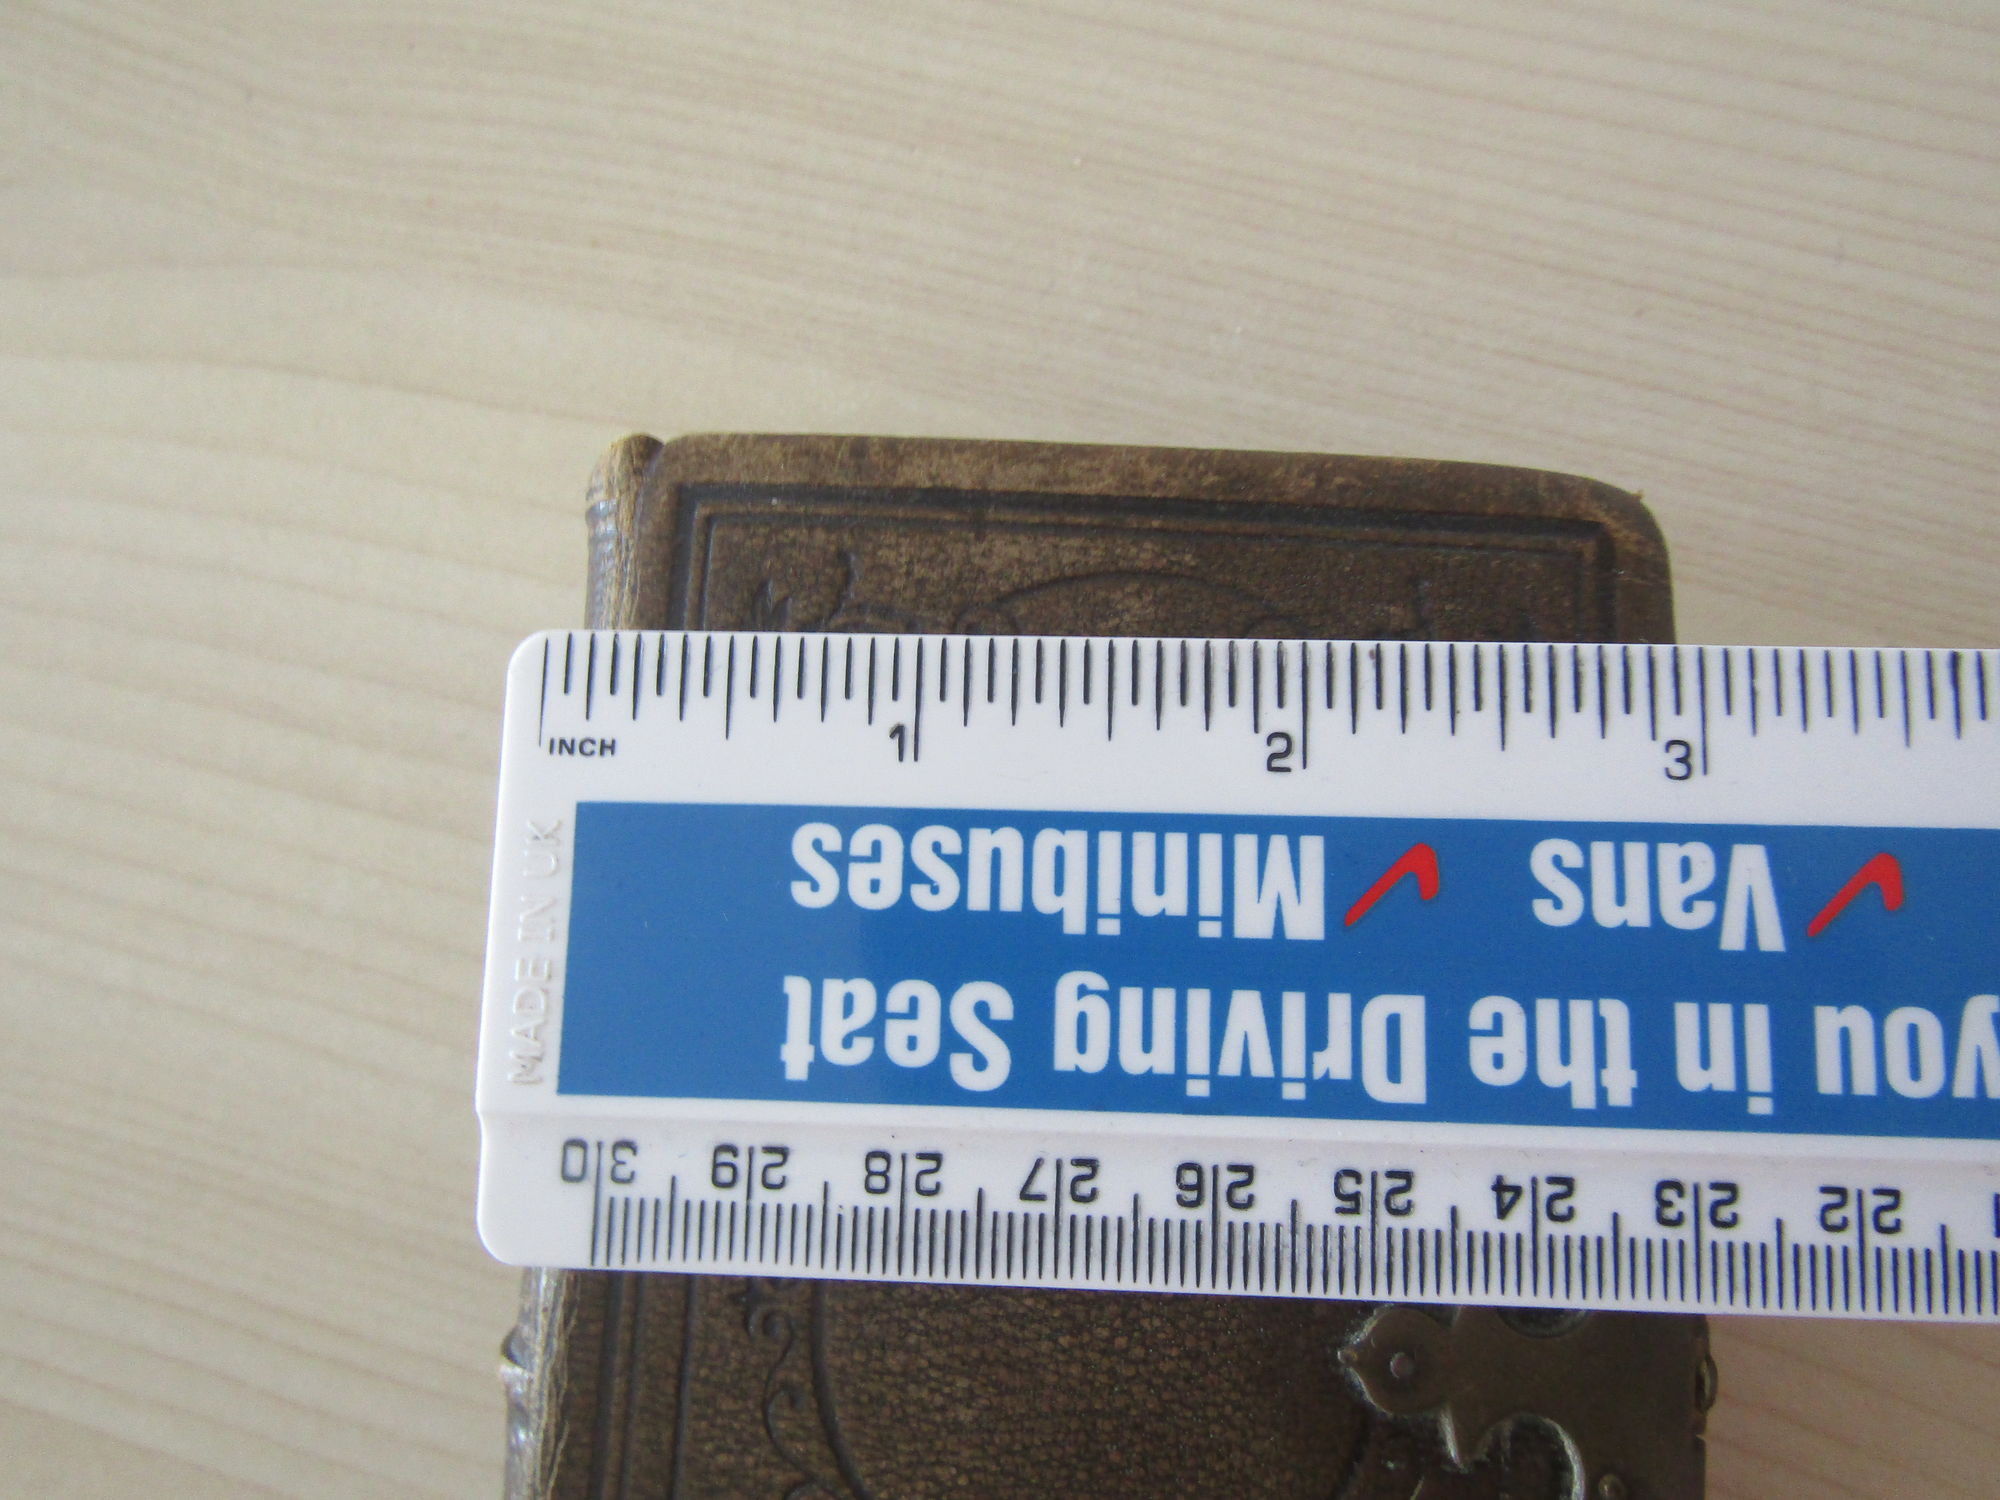 INCH 1 2 3
MADE IN UK
Minibuses ✓ Vans ✓
you in the Driving Seat
30 29 28 27 26 25 24 23 22